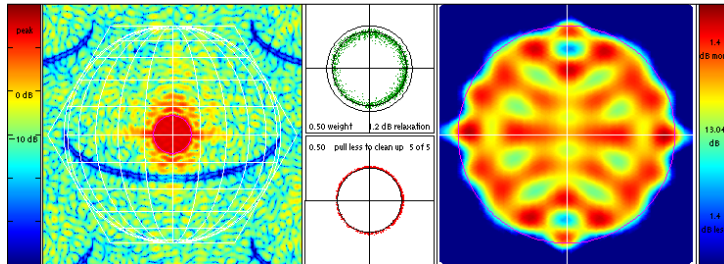 peak
0 dB
-10 dB
0.50 weight
.2 dB relaxation
0.50 pull less to clean up 5 of 5
1.4
dB mor
13.04
dB
1.4